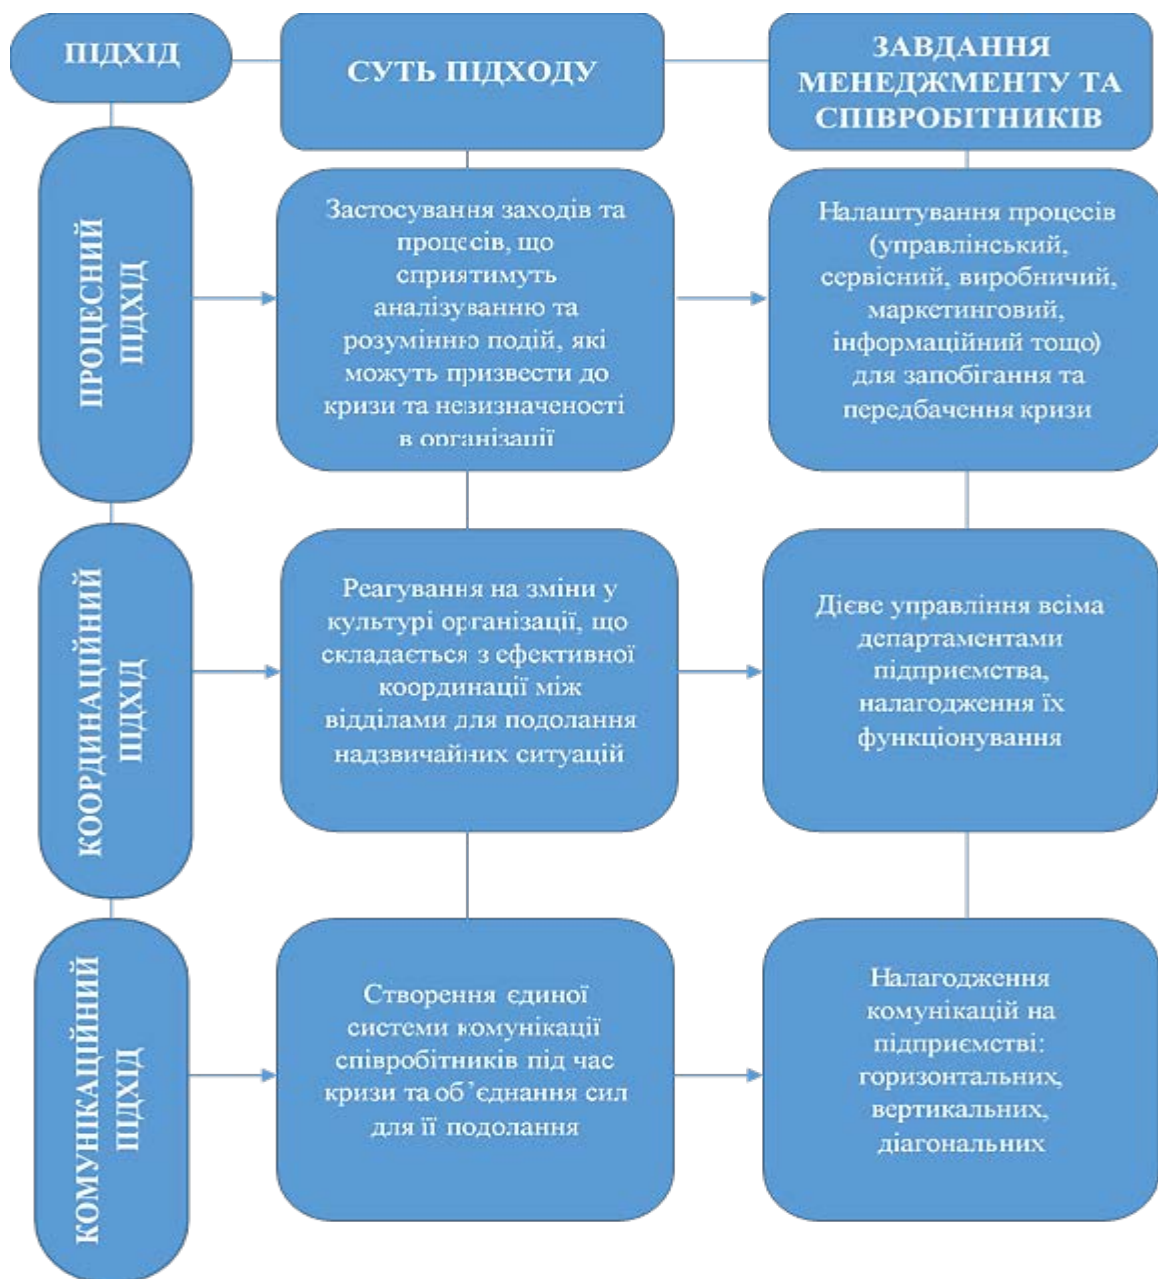 ПІДХІД
СУТЬ ПІДХОДУ
ЗАВДАННЯ
МЕНЕДЖМЕНТУ ТА
СПІВРОБІТНИКІВ
ПРОЦЕСНИЙ
ПІДХІД
Застосування заходів та
процесів, що
сприятимуть
аналізуванню та
розумінню подій, які
можуть призвести до
кризи та невизначеності
в організації
Налаштування процесів
(управлінський,
сервісний, виробничий,
маркетинговий,
інформаційний тощо)
для запобігання та
передбачення кризи
КООРДИНАЦІЙНИЙ
ПІДХІД
Реагування на зміни у
культурі організації, що
складається з ефективної
координації між
відділами для подолання
надзвичайних ситуацій
Дієве управління всіма
департаментами
підприємства,
налагодження їх
функціонування
КОМУНІКАЦІЙНИЙ
ПІДХІД
Створення єдиної
системи комунікації
співробітників під час
кризи та об’єднання сил
для її подолання
Налагодження
комунікацій на
підприємстві:
горизонтальних,
вертикальних,
діагональних